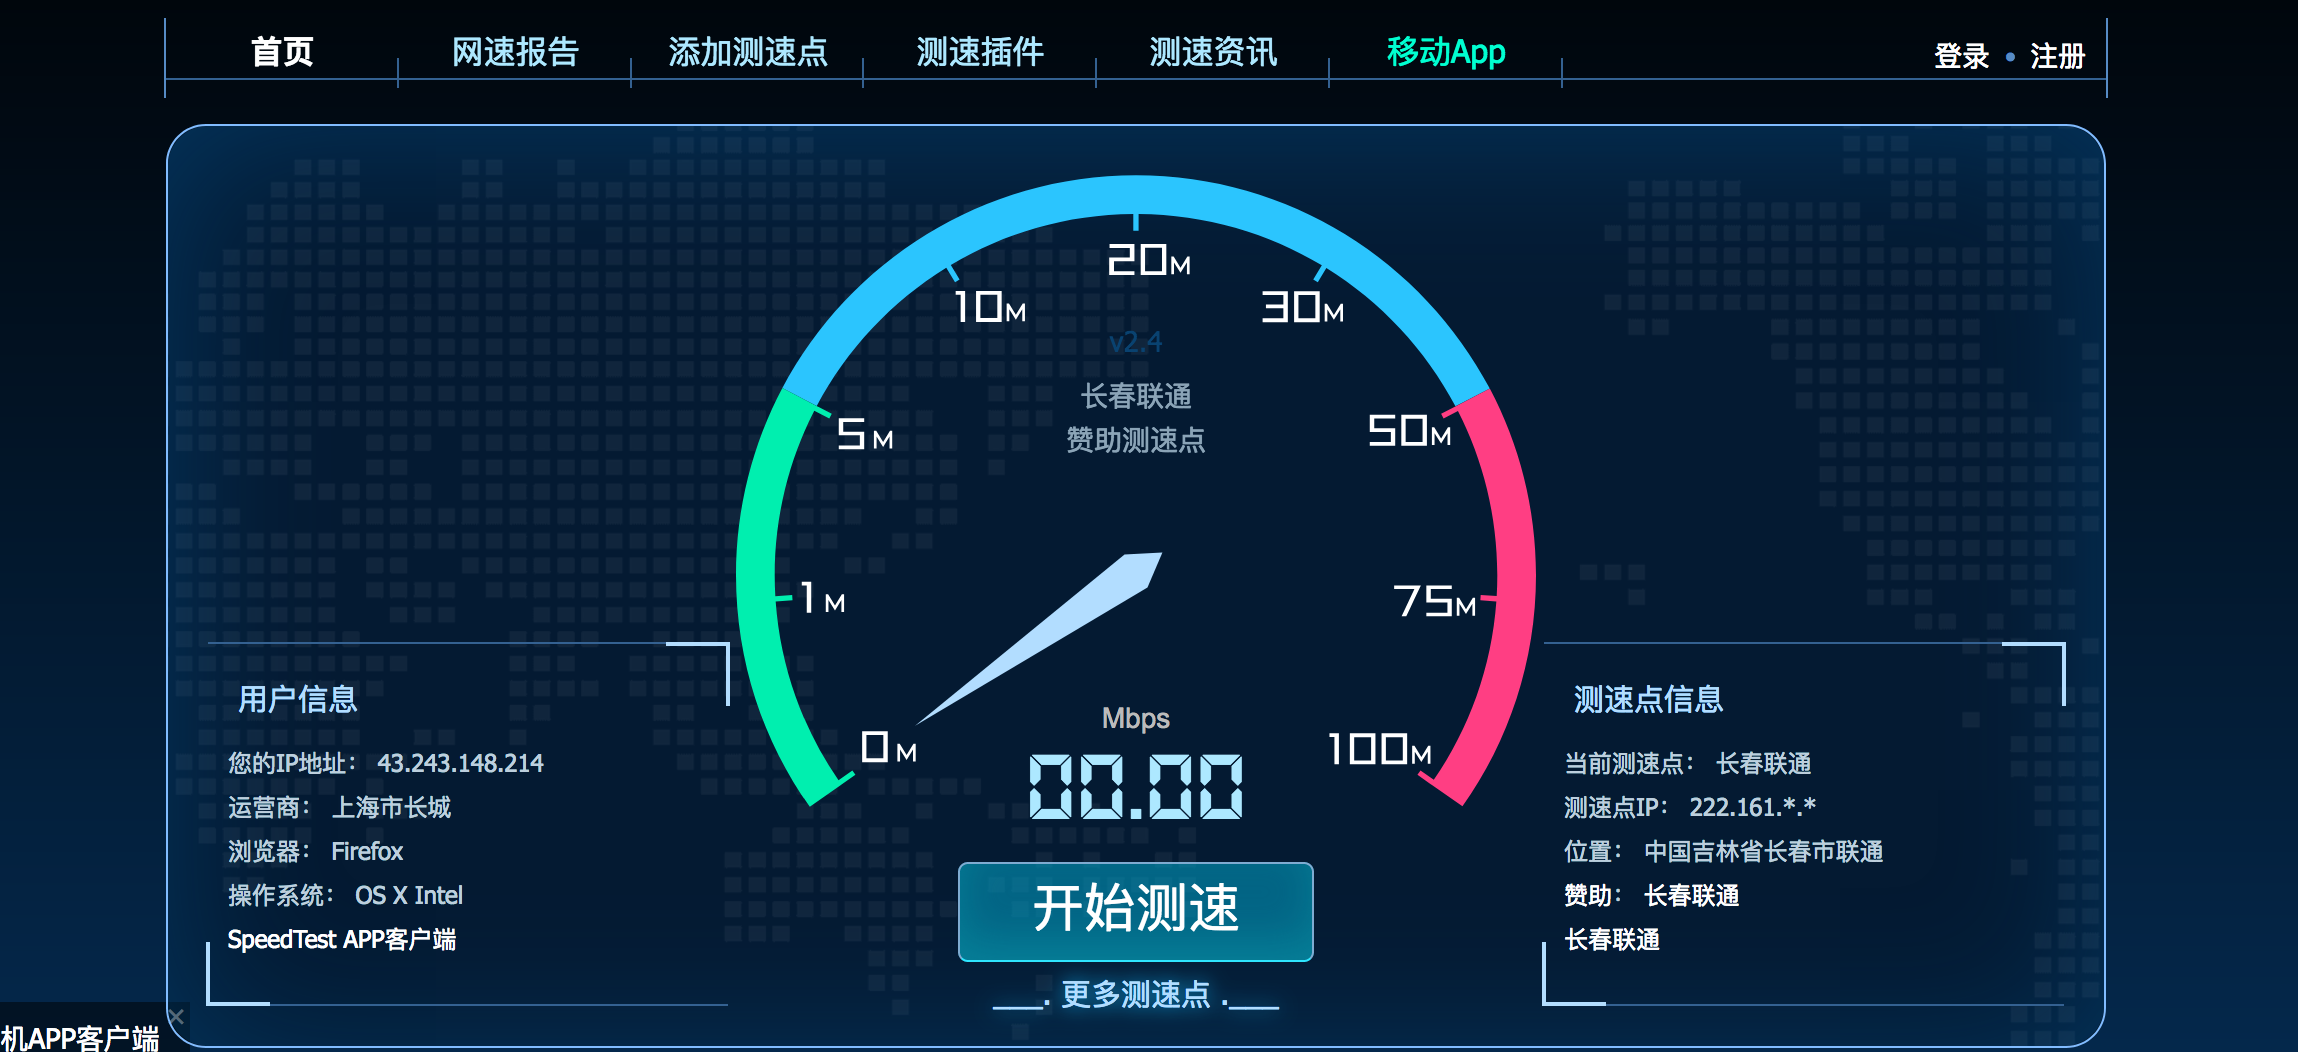 首页 网速报告 添加测速点 测速插件 测速资讯 移动App 登录 • 注册
20M
10M 30M
v2.4
长春联通
赞助测速点
5M 50M
1M 75M
0M 100M
Mbps
00.00
开始测速
___. 更多测速点 .___
用户信息
您的IP地址： 43.243.148.214
运营商： 上海市长城
浏览器： Firefox
操作系统： OS X Intel
SpeedTest APP客户端
测速点信息
当前测速点： 长春联通
测速点IP： 222.161.*.*
位置： 中国吉林省长春市联通
赞助： 长春联通
长春联通
机APP客户端